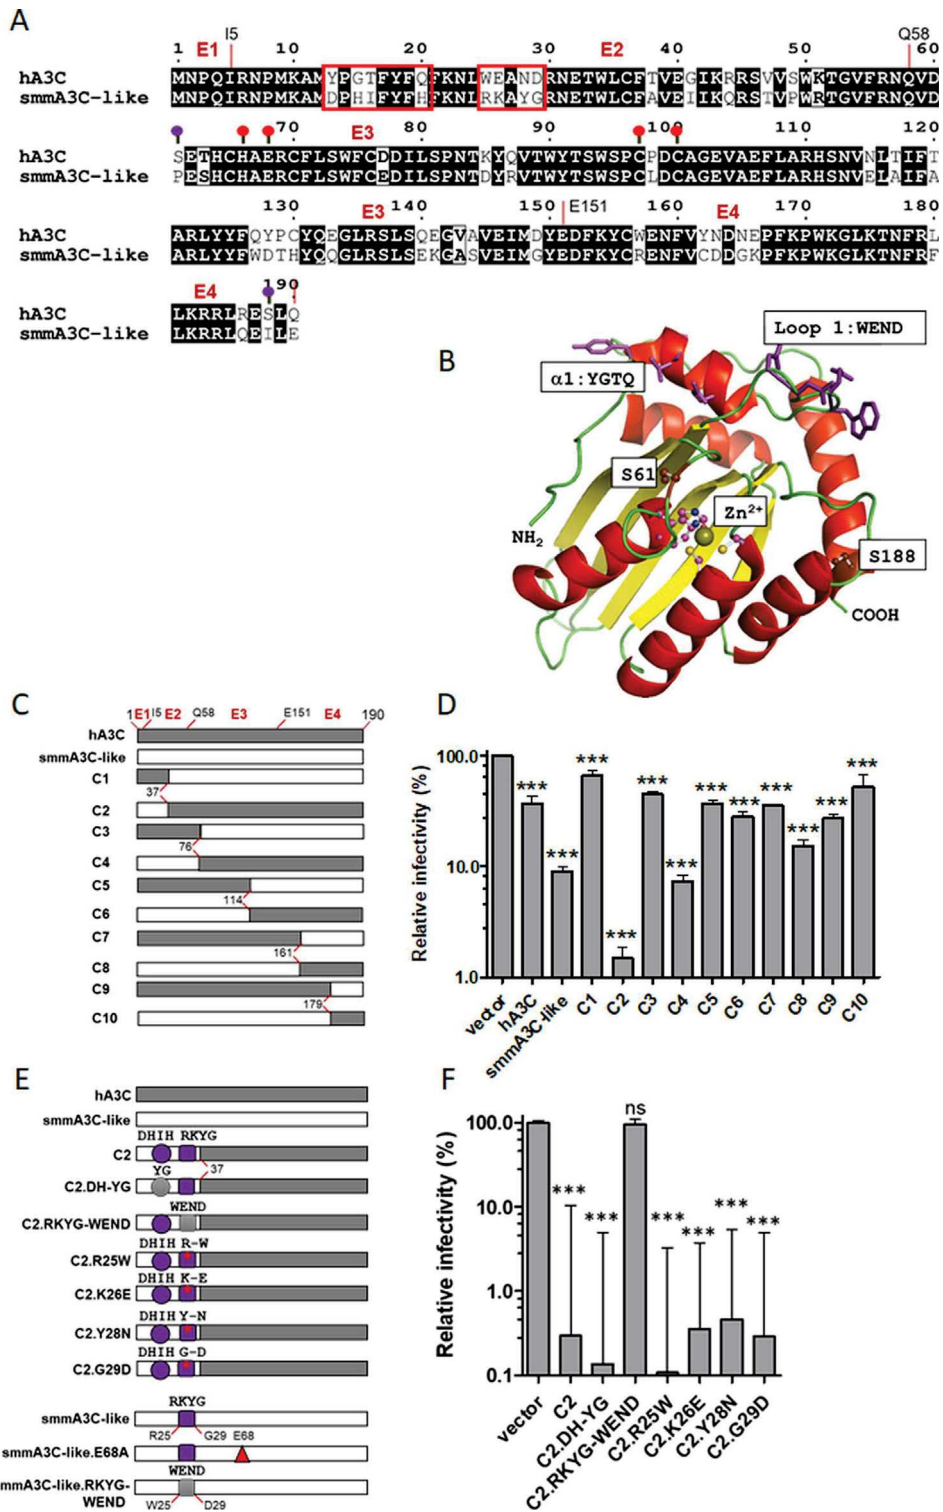 A
I5 Q58
1 E1 10 20 30 E2 40 50 60
hA3C MNPQIRNPMKAMYPGTFYFQFKNLWEANDRNETWLCFTVEGIKRRSVVSWKTGVFRNQVD
smmA3C-like MNPQIRNPMKAMDPHIFYFHFKNLRKAYGRNETWLCFAVEIIKQRSTVPWRTGVFRNQVD
70 E3 80 90 100 110 120
hA3C SETHCHAERCFLSWFCDDILSPNTKYQVTWYTSWSPCPDCAGEVAEFLARHSNVNLTIFT
smmA3C-like PESHCHAERCFLSWFCEDILSPNTDYRVTWYTSWSPCLDCAGEVAEFLARHSNVELAIFA
130 E3 140 150 E151 160 E4 170 180
hA3C ARLYYFQYPCYQEGLRSLSQEGVAVEIMDYEDFKYCWENFVYNDNEPFKPWKGLKTNFRL
smmA3C-like ARLYYFWDTHYQQGLRSLSEKGASVEIMGYEDFKYCRENFVCDDGKPFKPWKGLKTNFRF
E4 190
hA3C LKRRLRESLQ
smmA3C-like LKRRLQEILE
B
Loop 1:WEND
α1:YGTQ
S61
Zn2+
NH2
S188
COOH
C
1 E1 I5 E2 Q58 E3 E151 E4 190
hA3C
smmA3C-like
C1
37
C2
C3
76
C4
C5
114
C6
C7
161
C8
C9
179
C10
D
Relative infectivity (%)
100.0
10.0
1.0
*** *** *** *** *** *** *** *** *** *** *** ***
vector hA3C smmA3C-like C1 C2 C3 C4 C5 C6 C7 C8 C9 C10
E
hA3C
smmA3C-like
DHIH RKYG
C2
YG 37
C2.DH-YG
WEND
C2.RKYG-WEND
DHIH R-W
C2.R25W
DHIH K-E
C2.K26E
DHIH Y-N
C2.Y28N
DHIH G-D
C2.G29D
RKYG
smmA3C-like
R25 G29 E68
smmA3C-like.E68A
WEND
mmA3C-like.RKYG-
WEND
W25 D29
F
Relative infectivity (%)
100.0
10.0
1.0
0.1
*** *** ns *** *** *** ***
vector C2 C2.DH-YG C2.RKYG-WEND C2.R25W C2.K26E C2.Y28N C2.G29D